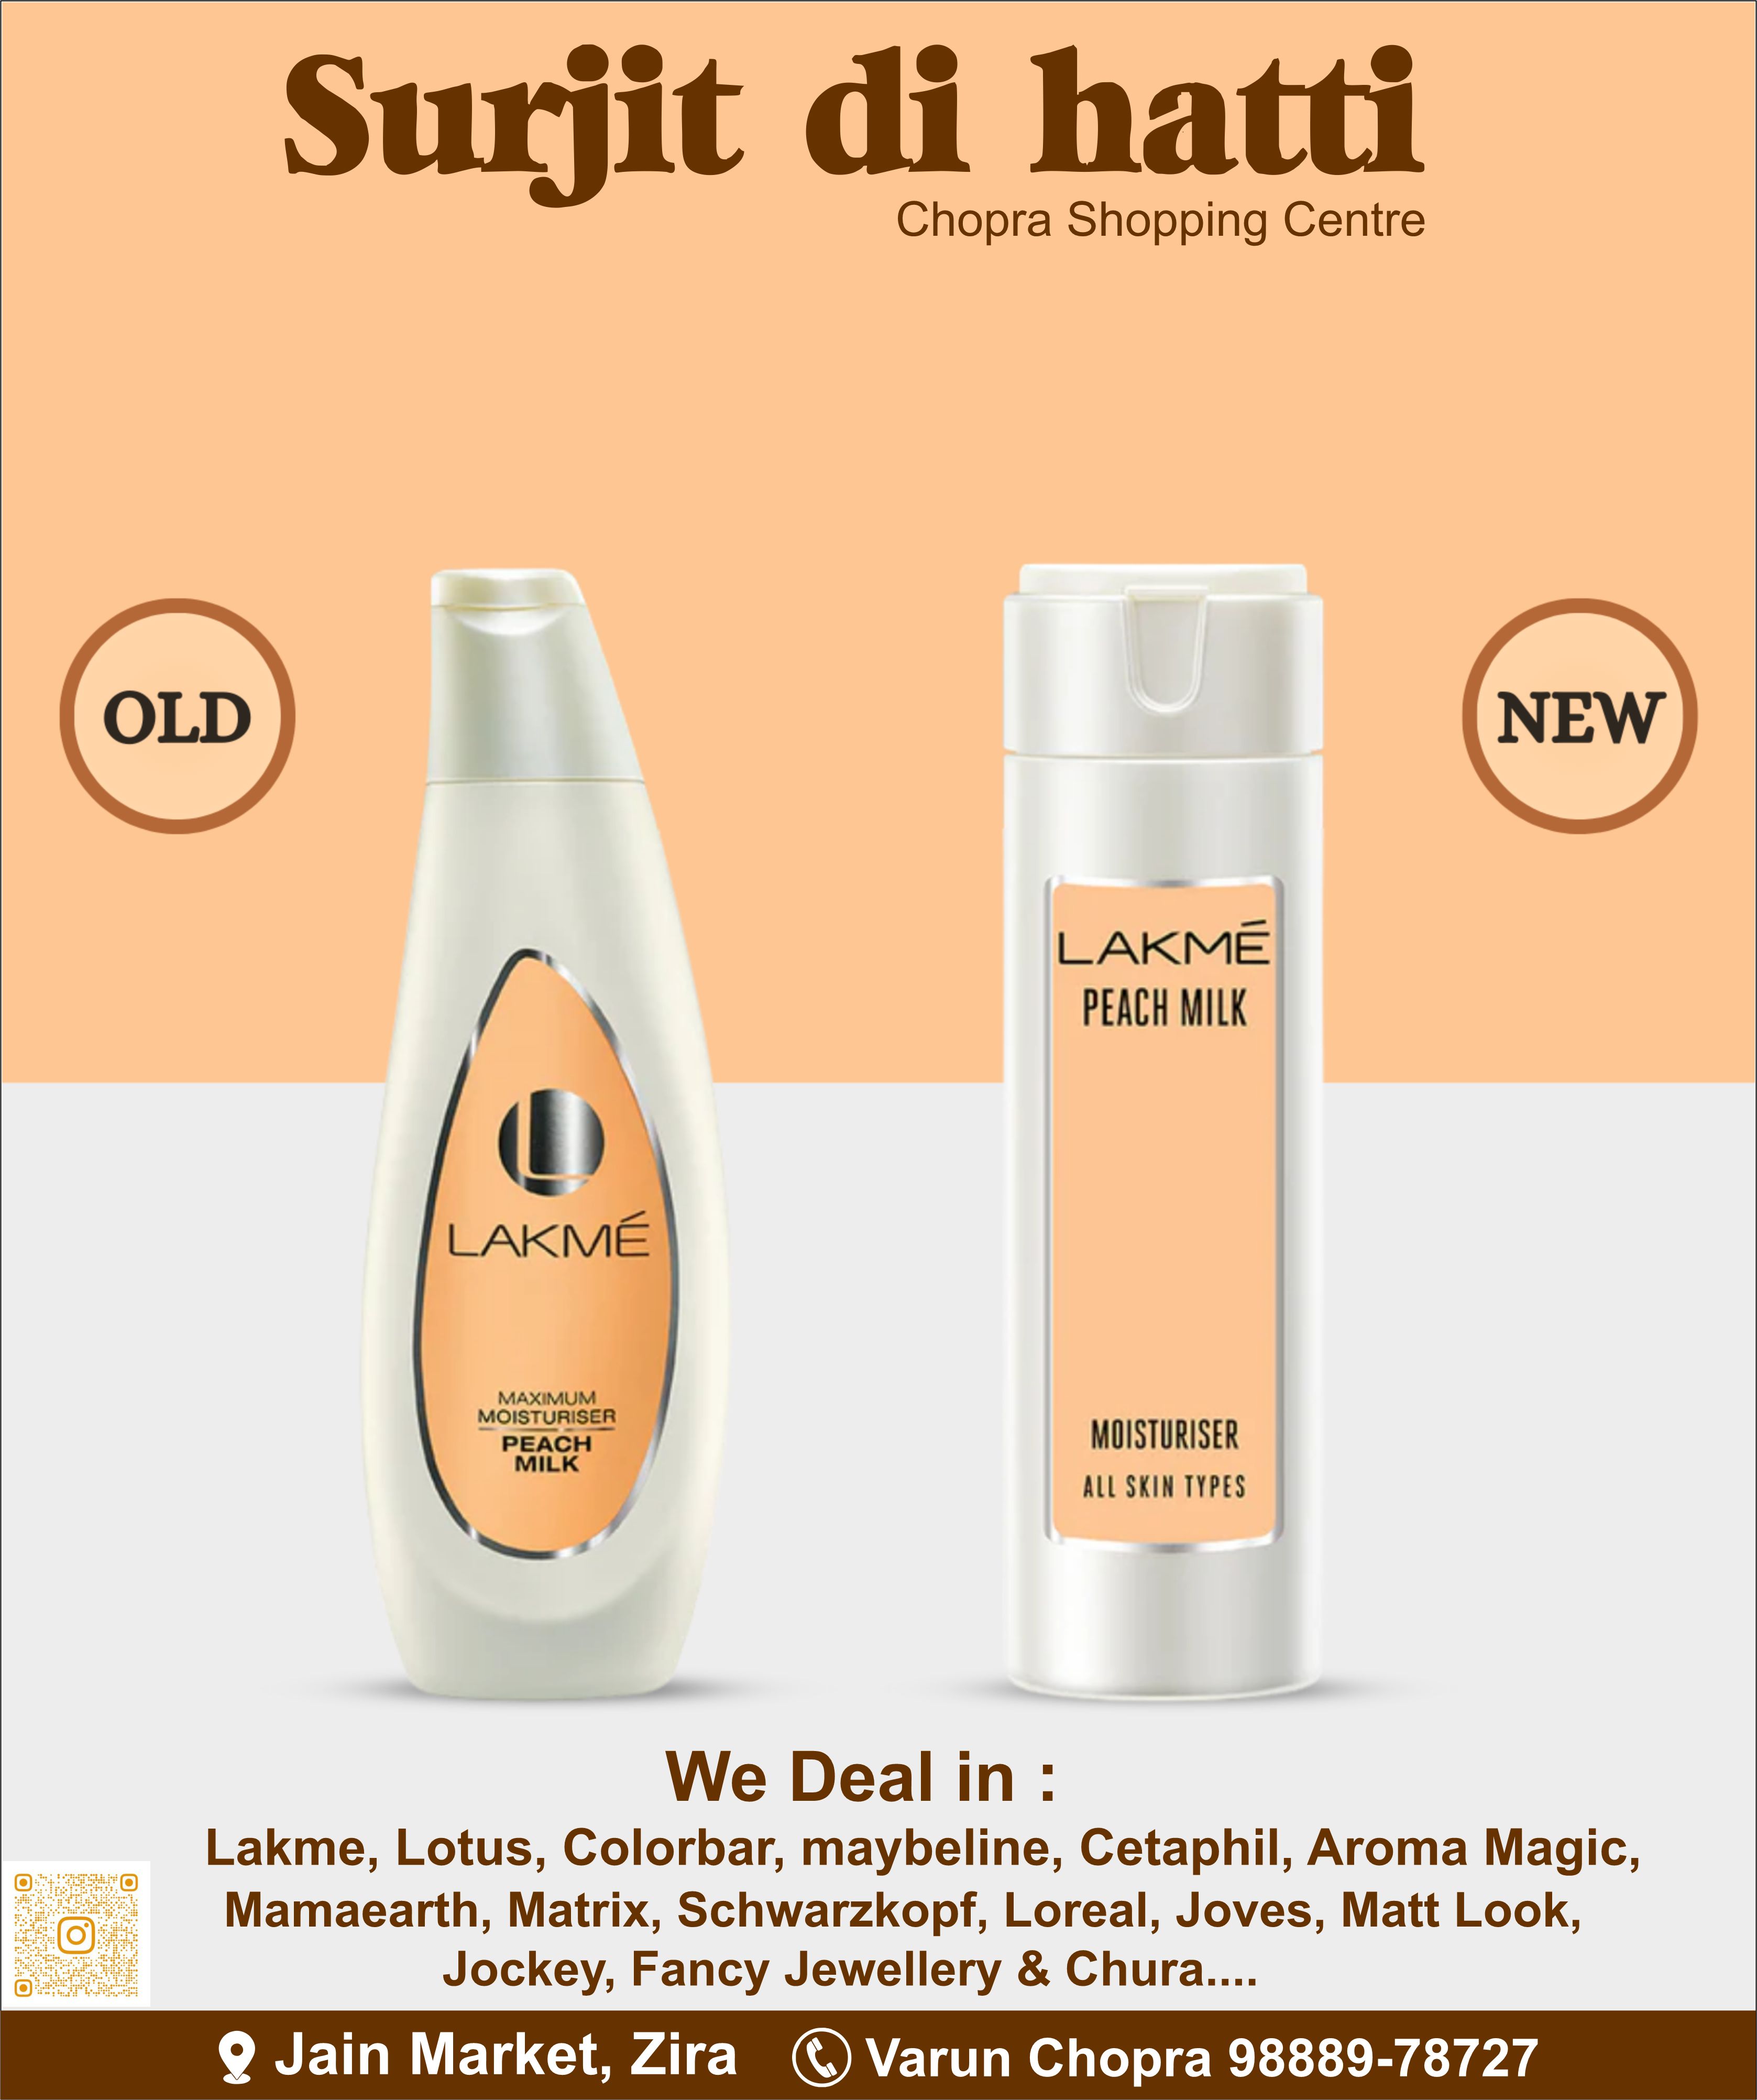 Surjit di hatti
Chopra Shopping Centre
OLD
NEW
LAKMÉ
MAXIMUM
MOISTURISER
PEACH
MILK
LAKMÉ
PEACH MILK
MOISTURISER
ALL SKIN TYPES
We Deal in :
Lakme, Lotus, Colorbar, maybeline, Cetaphil, Aroma Magic,
Mamaearth, Matrix, Schwarzkopf, Loreal, Joves, Matt Look,
Jockey, Fancy Jewellery & Chura....
Jain Market, Zira
Varun Chopra 98889-78727